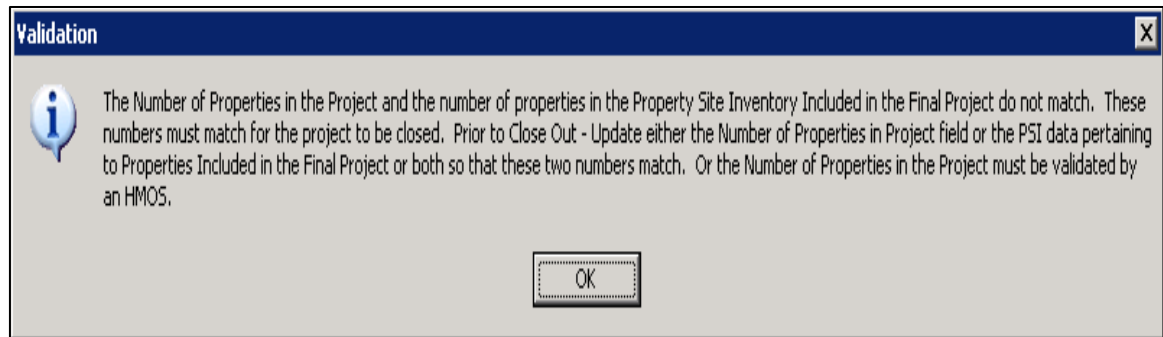 Validation
The Number of Properties in the Project and the number of properties in the Property Site Inventory Included in the Final Project do not match.  These
numbers must match for the project to be closed.  Prior to Close Out - Update either the Number of Properties in Project field or the PSI data pertaining
to Properties Included in the Final Project or both so that these two numbers match.  Or the Number of Properties in the Project must be validated by
an HMOS.
OK